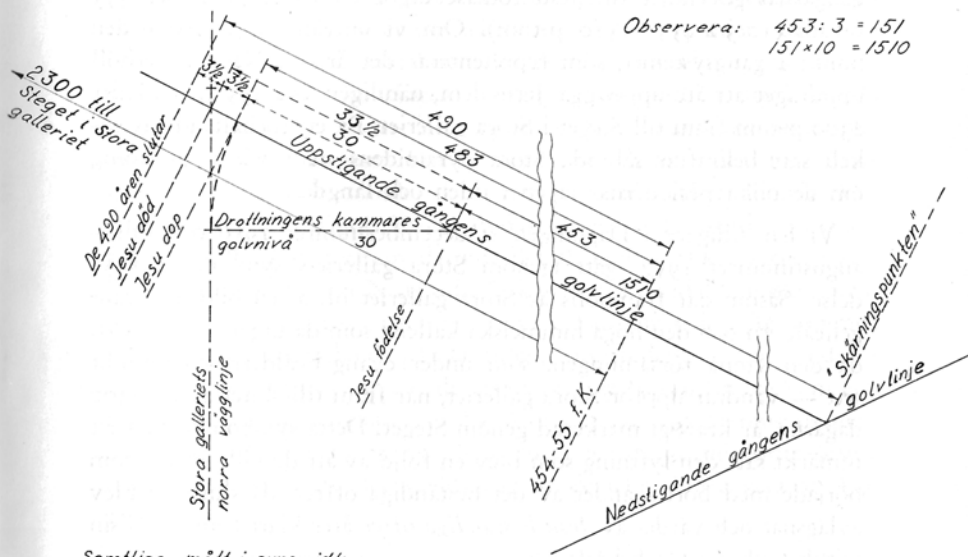 Observera: 453:3 = 151
151×10 = 1510
2300 till
Steget i Stora
galleriet
3½
3½
490
483
33½
30
Uppstigande gångens
golvlinje
453
1510
De 490 åren slutar
Jesu död
Jesu dop
Drottningens kammares
golvnivå
30
Jesu födelse
Stora galleriets
norra vägglinje
454-55 f.K.
"Skärningspunkten"
Nedstigande gångens
golvlinje
Samtliga mått i